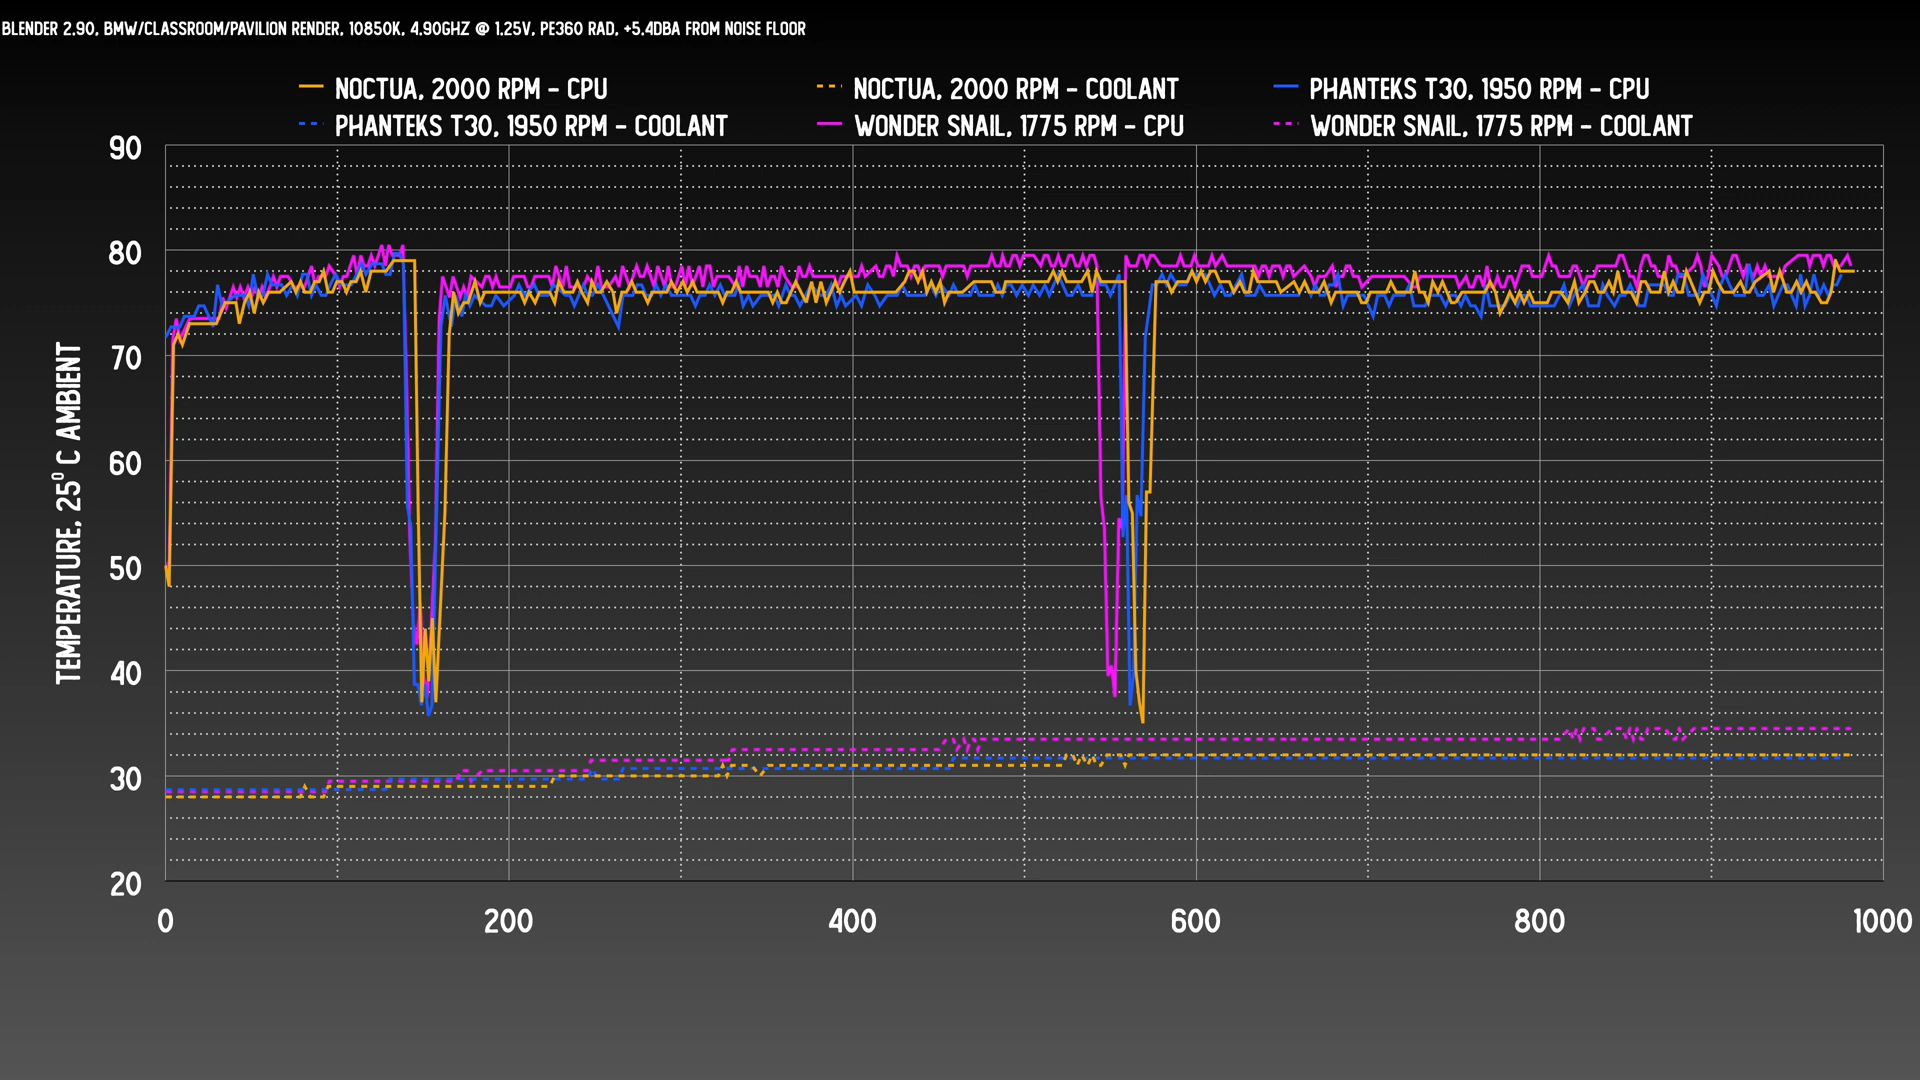 BLENDER 2.90, BMW/CLASSROOM/PAVILION RENDER, 10850K, 4.90GHZ @ 1.25V, PE360 RAD, +5.4DBA FROM NOISE FLOOR
NOCTUA, 2000 RPM - CPU
NOCTUA, 2000 RPM - COOLANT
PHANTEKS T30, 1950 RPM - CPU
PHANTEKS T30, 1950 RPM - COOLANT
WONDER SNAIL, 1775 RPM - CPU
WONDER SNAIL, 1775 RPM - COOLANT
TEMPERATURE, 25⁰ C AMBIENT
90
80
70
60
50
40
30
20
0
200
400
600
800
1000